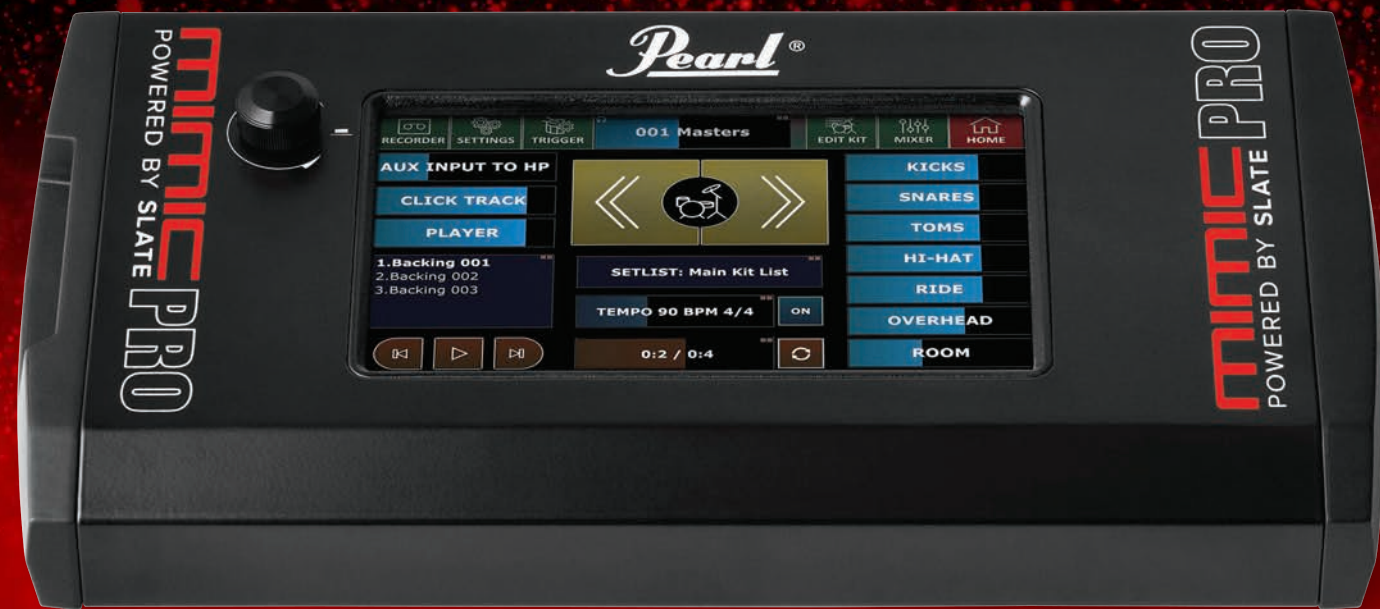 Pearl ®
mimic PRO
POWERED BY SLATE
RECORDER SETTINGS TRIGGER 001 Masters EDIT KIT MIXER HOME
AUX INPUT TO HP
CLICK TRACK
PLAYER
1.Backing 001
2.Backing 002
3.Backing 003
SETLIST: Main Kit List
TEMPO 90 BPM 4/4 ON
0:2 / 0:4
KICKS
SNARES
TOMS
HI-HAT
RIDE
OVERHEAD
ROOM
mimic PRO
POWERED BY SLATE